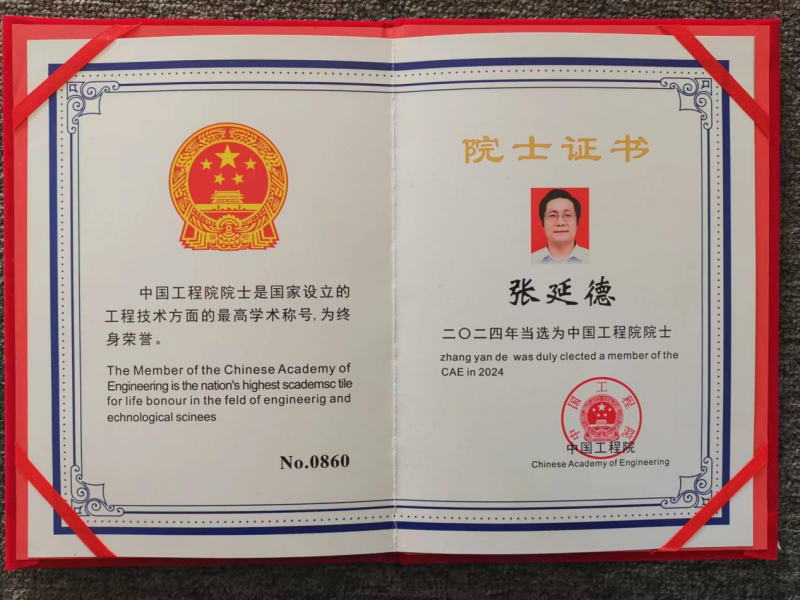 中国工程院院士是国家设立的
工程技术方面的最高学术称号,为终
身荣誉。
The Member of the Chinese Academy of
Engineering is the nation's highest scademsc tile
for life bonour in the feld of engineerig and
echnological scinees
No.0860
院士证书
张延德
二〇二四年当选为中国工程院院士
zhang yan de was duly clected a member of the
CAE in 2024
中国工程院
中国工程院
Chinese Academy of Engineering